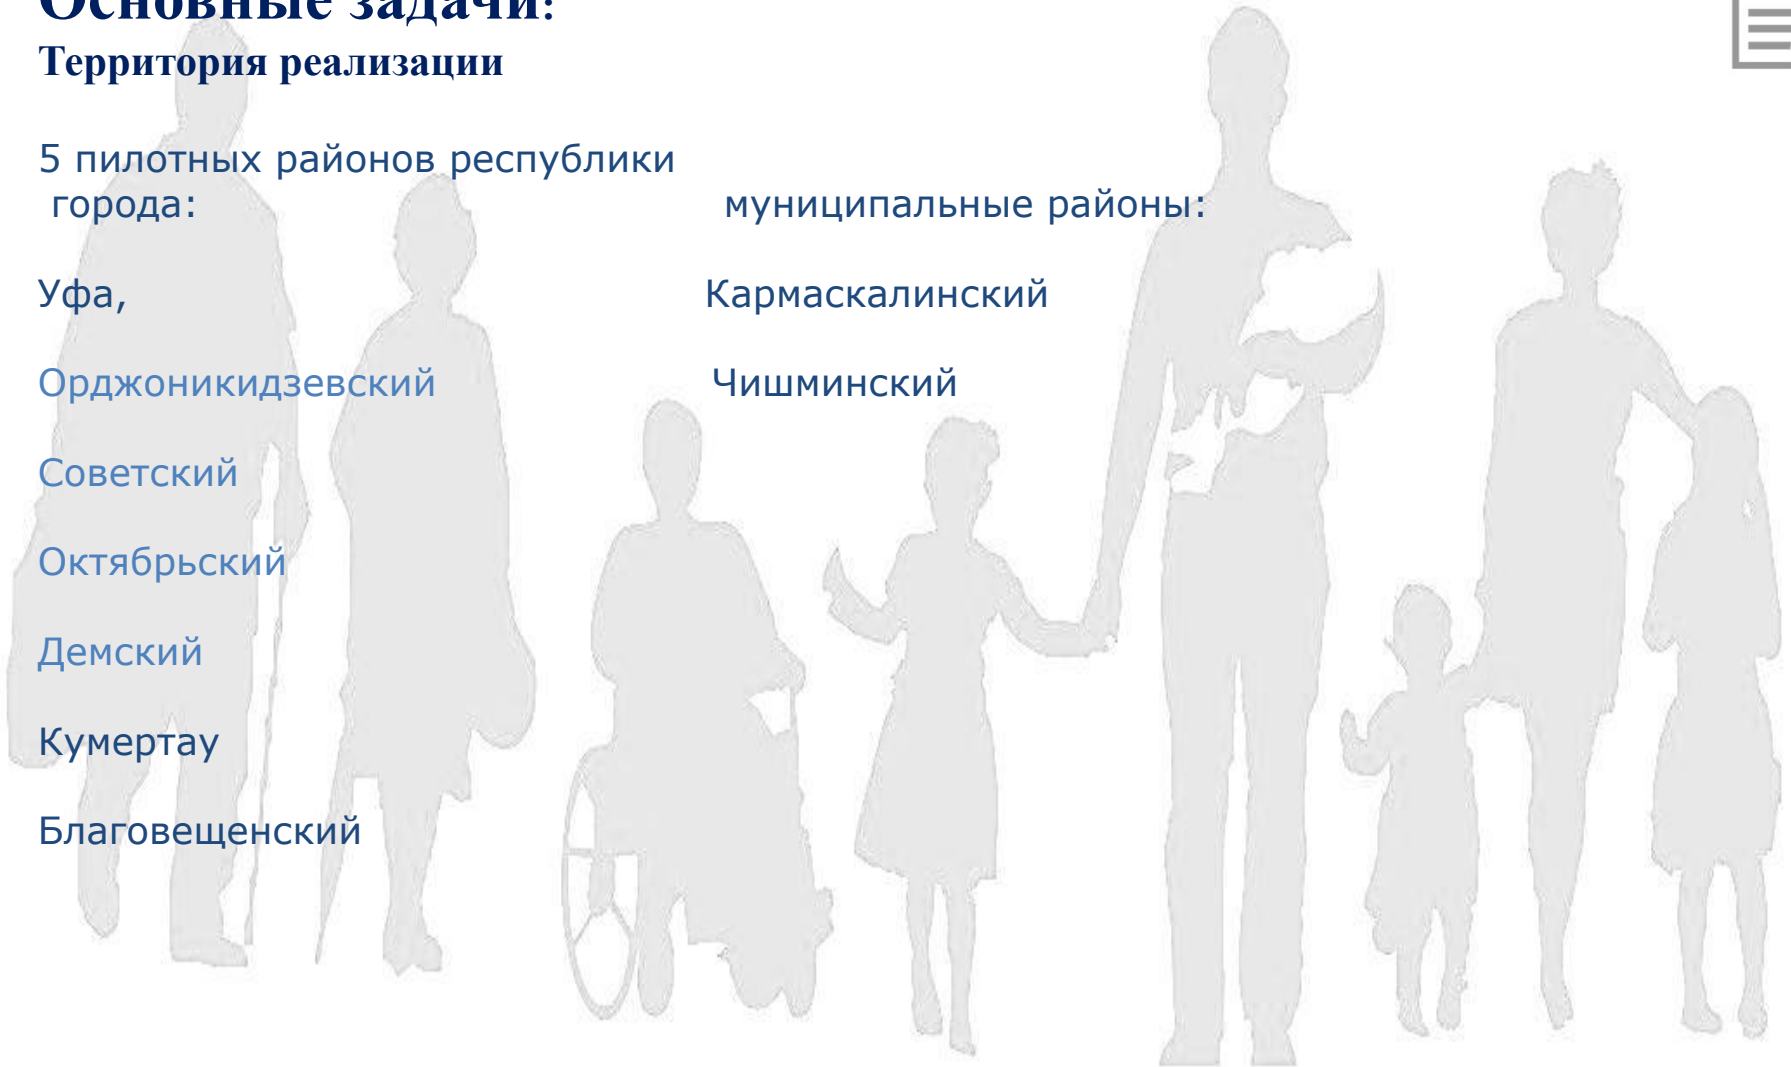 Основные задачи:
Территория реализации
5 пилотных районов республики
города:
муниципальные районы:
Уфа,
Кармаскалинский
Орджоникидзевский
Чишминский
Советский
Октябрьский
Демский
Кумертау
Благовещенский